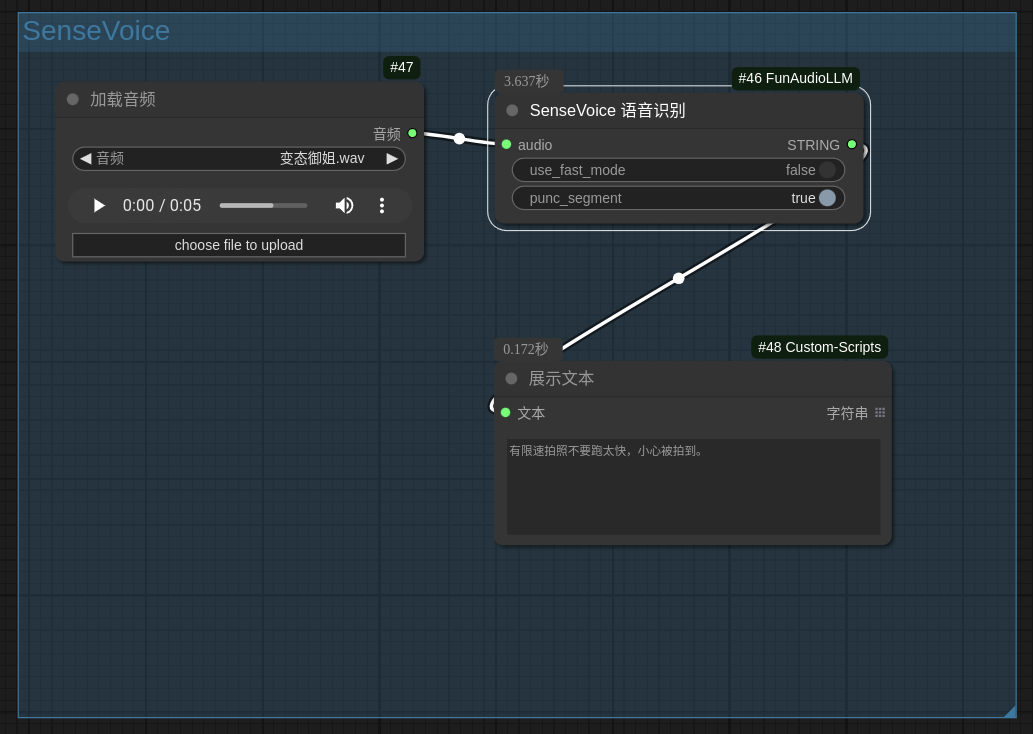 SenseVoice
#47
加载音频
音频
音频 变态御姐.wav
0:00 / 0:05
choose file to upload
3.637秒
#46 FunAudioLLM
SenseVoice 语音识别
audio STRING
use_fast_mode false
punc_segment true
0.172秒
#48 Custom-Scripts
展示文本
文本 字符串
有限速拍照不要跑太快，小心被拍到。